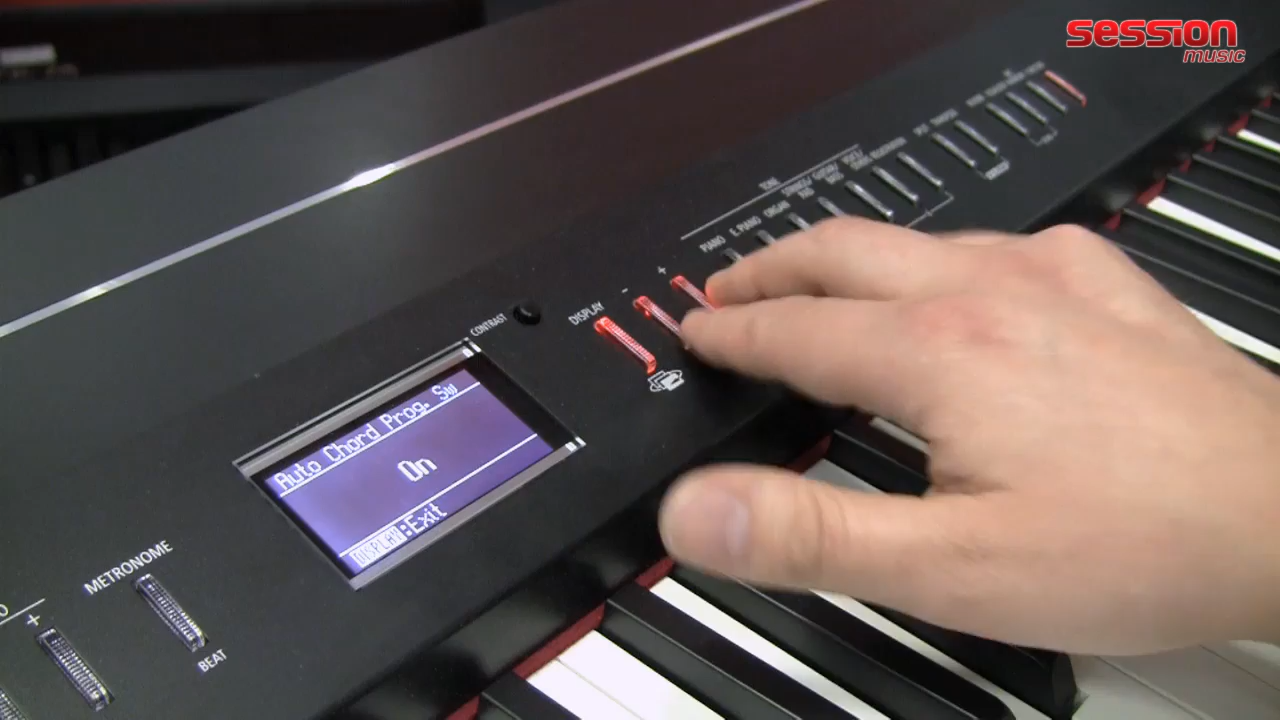 session
music
TONE
PIANO
E. PIANO
ORGAN
DISPLAY
-
+
CONTRAST
Auto Chord Prog. Sw
On
DISPLAY:Exit
METRONOME
+
BEAT